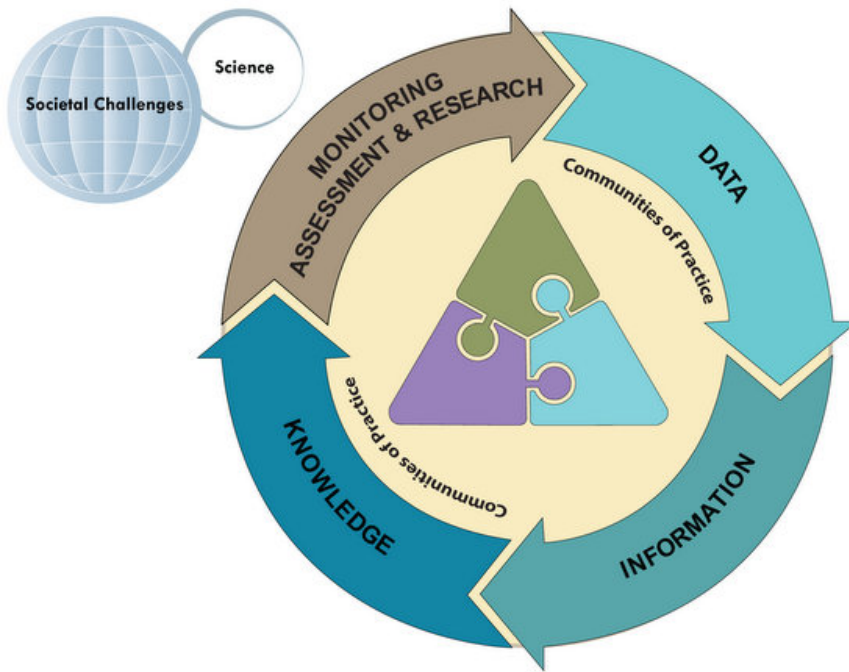 Societal Challenges
Science
MONITORING
ASSESSMENT & RESEARCH
DATA
Communities of Practice
INFORMATION
KNOWLEDGE
Communities of Practice